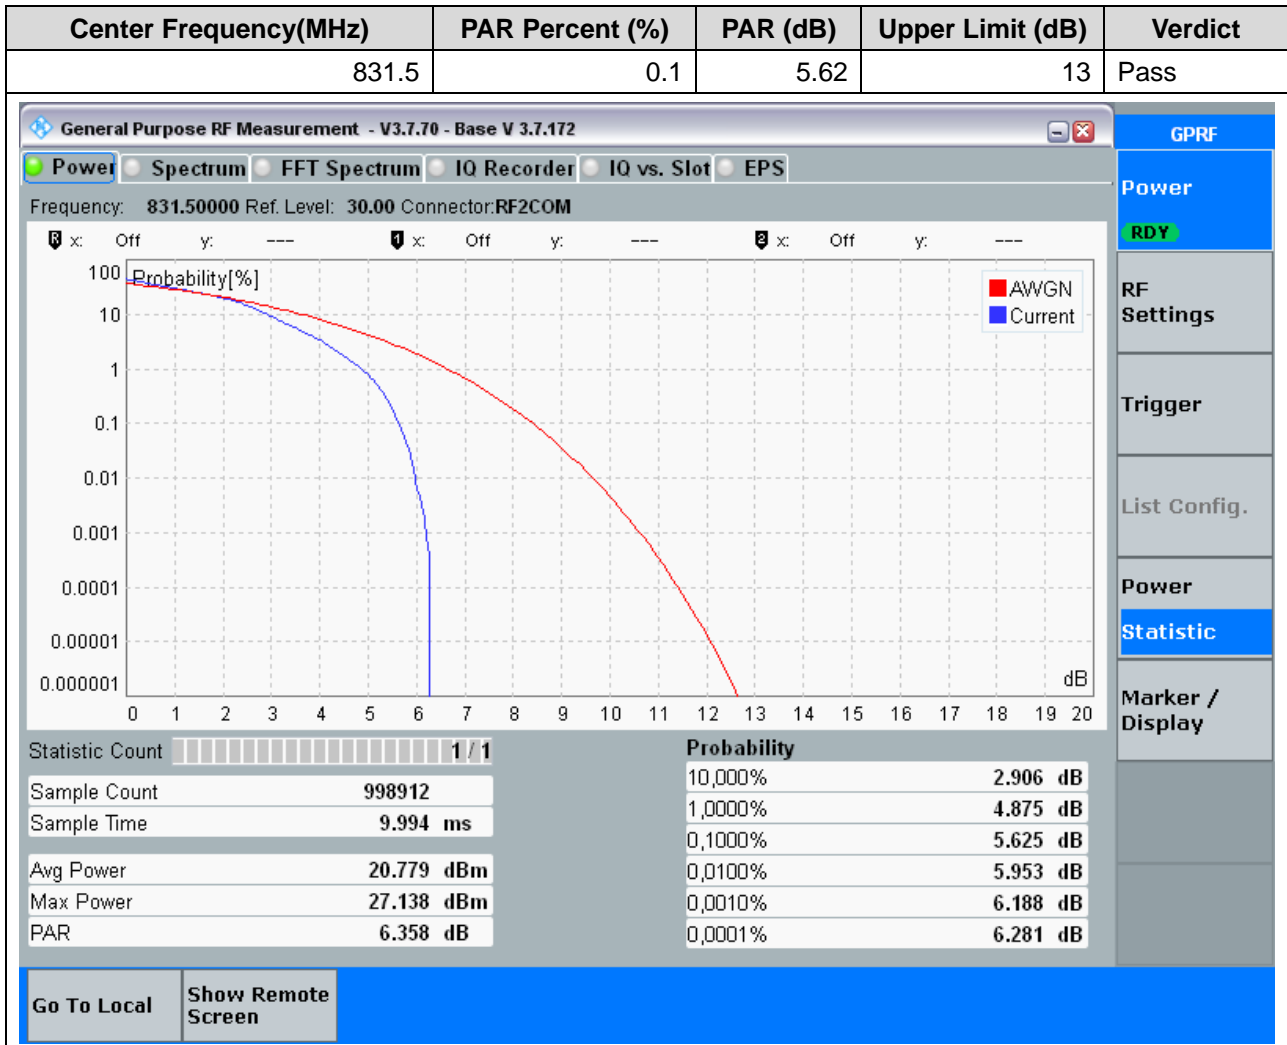 Center Frequency(MHz) PAR Percent (%) PAR (dB) Upper Limit (dB) Verdict
831.5 0.1 5.62 13 Pass
General Purpose RF Measurement - V3.7.70 - Base V 3.7.172
GPRF
Power Spectrum FFT Spectrum IQ Recorder IQ vs. Slot EPS
Power
RDY
Frequency: 831.50000 Ref. Level: 30.00 Connector:RF2COM
R x: Off y: --- 1 x: Off y: --- 2 x: Off y: ---
Probability[%]
AWGN
Current
100
10
1
0.1
0.01
0.001
0.0001
0.00001
0.000001
dB
0 1 2 3 4 5 6 7 8 9 10 11 12 13 14 15 16 17 18 19 20
RF
Settings
Trigger
List Config.
Power
Statistic
Marker /
Display
Statistic Count 1 / 1
Sample Count 998912
Sample Time 9.994 ms
Avg Power 20.779 dBm
Max Power 27.138 dBm
PAR 6.358 dB
Probability
10,000% 2.906 dB
1,0000% 4.875 dB
0,1000% 5.625 dB
0,0100% 5.953 dB
0,0010% 6.188 dB
0,0001% 6.281 dB
Go To Local
Show Remote
Screen